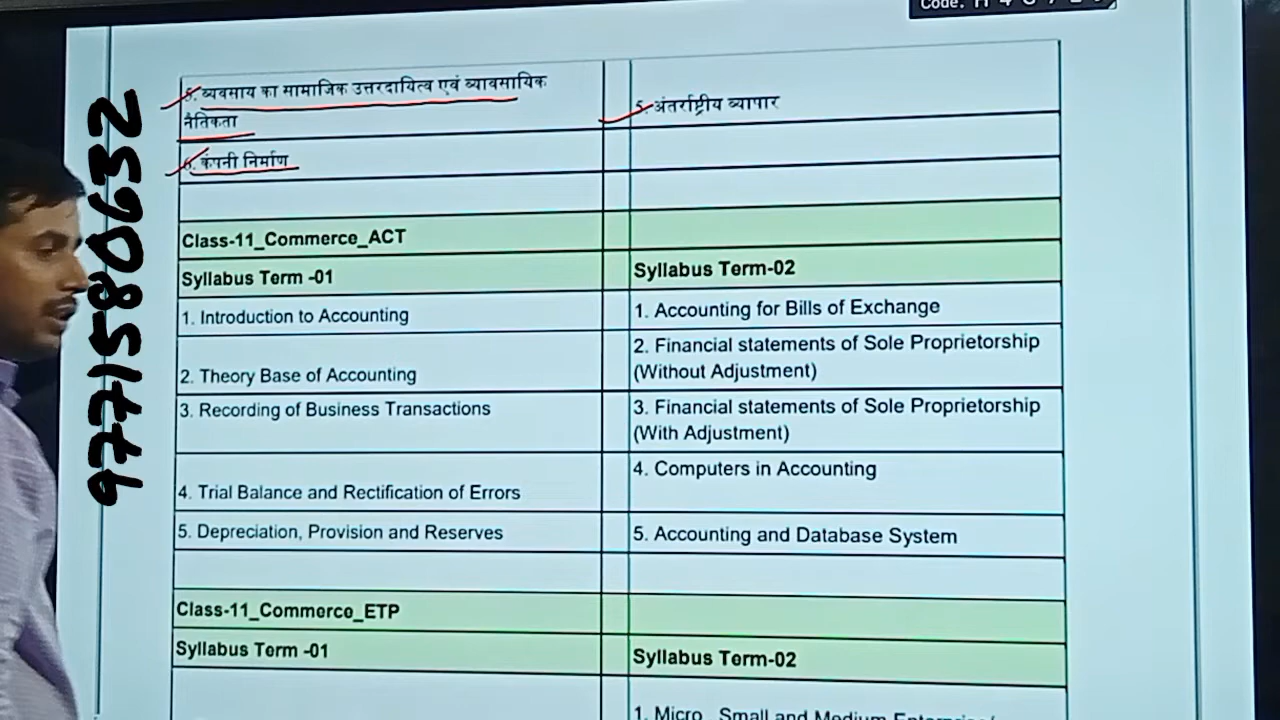 Code:
5. व्यवसाय का सामाजिक उत्तरदायित्व एवं व्यावसायिक
नैतिकता
5. अंतर्राष्ट्रीय व्यापार
6. कंपनी निर्माण
9771580632
Class-11_Commerce_ACT
Syllabus Term -01
Syllabus Term-02
1. Introduction to Accounting
1. Accounting for Bills of Exchange
2. Theory Base of Accounting
2. Financial statements of Sole Proprietorship
(Without Adjustment)
3. Recording of Business Transactions
3. Financial statements of Sole Proprietorship
(With Adjustment)
4. Trial Balance and Rectification of Errors
4. Computers in Accounting
5. Depreciation, Provision and Reserves
5. Accounting and Database System
Class-11_Commerce_ETP
Syllabus Term -01
Syllabus Term-02
1. Micro, Small and Medium